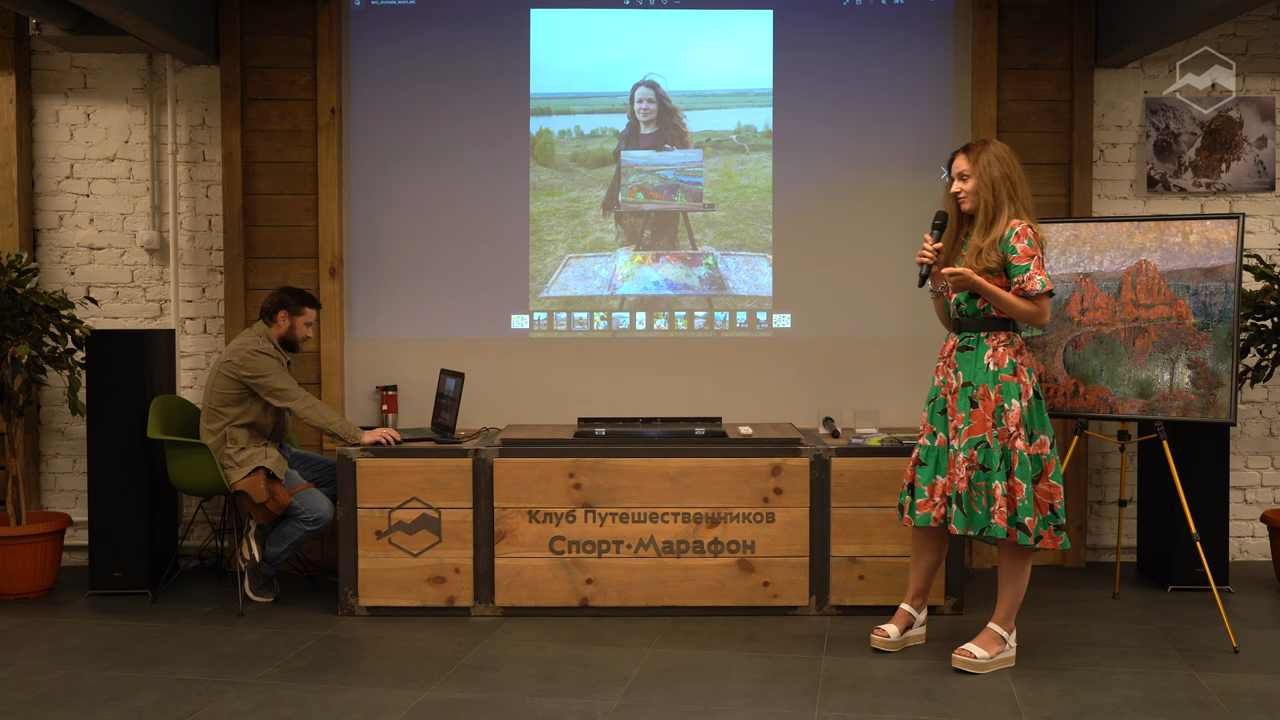 Клуб Путешественников
Спорт-Марафон